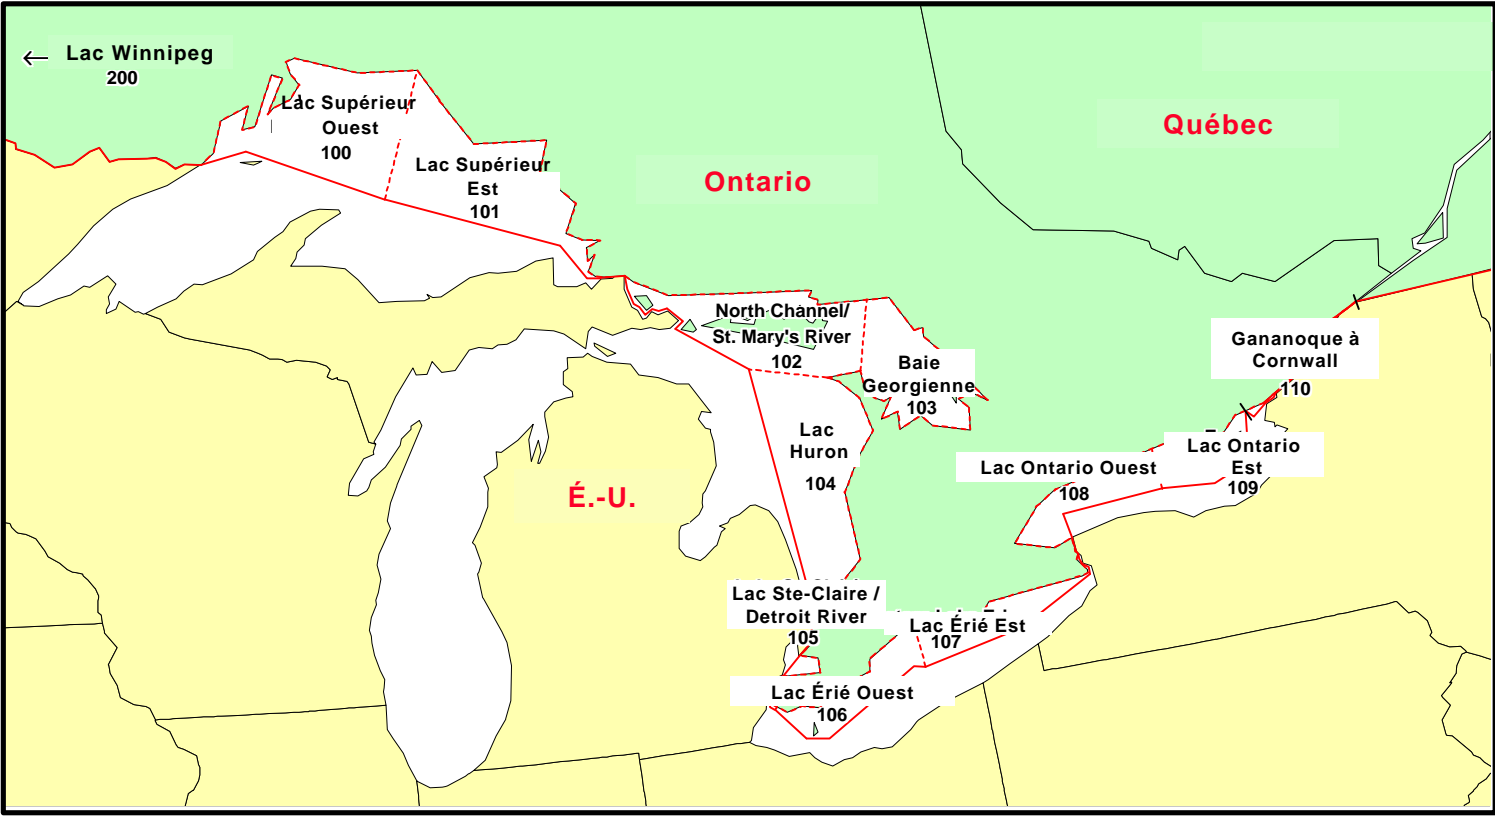 ← Lac Winnipeg
200
Lac Supérieur
Ouest
100
Lac Supérieur
Est
101
Ontario
Québec
North Channel/
St. Mary's River
102
Baie
Georgienne
103
Gananoque à
Cornwall
110
Lac
Huron
104
Lac Ontario Ouest
108
Lac Ontario
Est
109
É.-U.
Lac Ste-Claire /
Detroit River
105
Lac Érié Est
107
Lac Érié Ouest
106